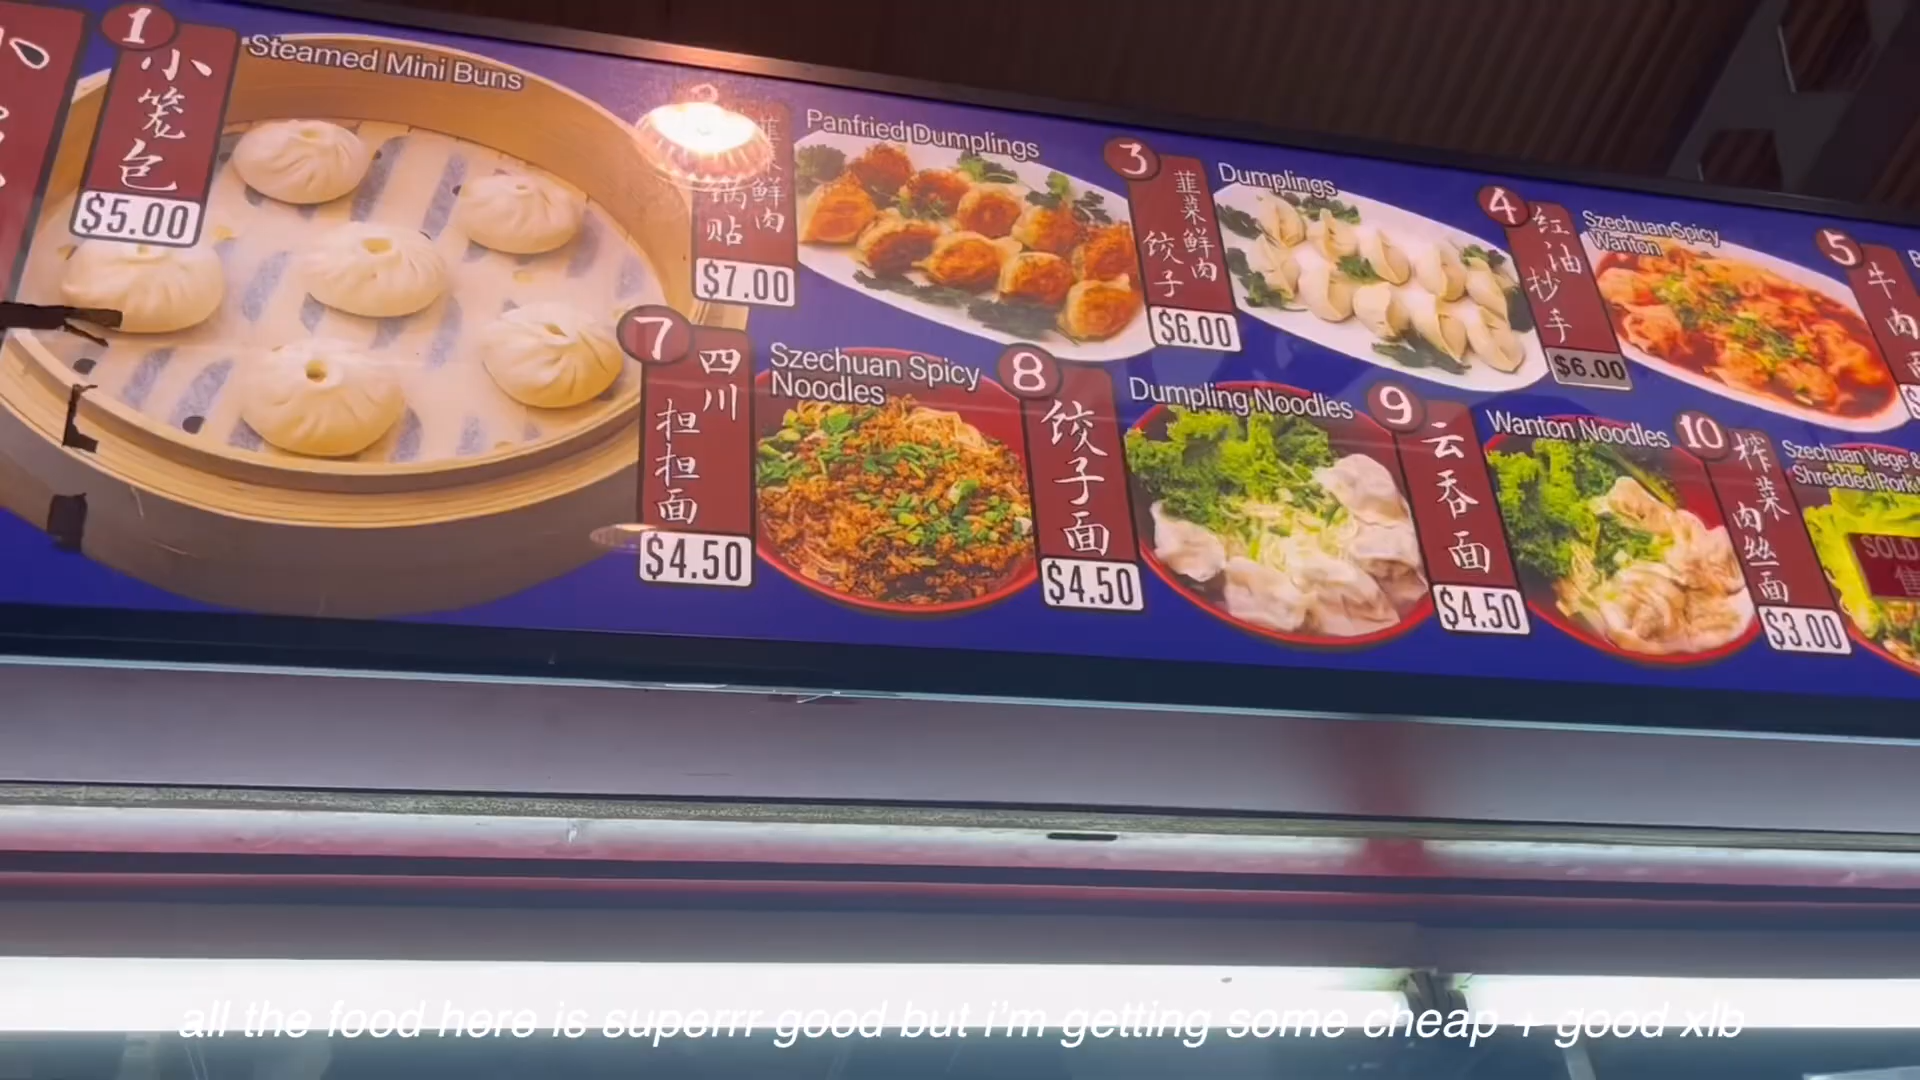 1
小笼包
$5.00
Steamed Mini Buns
鲜肉
锅贴
$7.00
Panfried Dumplings
3
韮菜鲜肉
饺子
$6.00
Dumplings
4
红油抄手
$6.00
Szechuan Spicy
Wanton
5
牛肉
7
四川
担担面
$4.50
Szechuan Spicy
Noodles
8
饺子面
$4.50
Dumpling Noodles
9
云吞面
$4.50
Wanton Noodles
10
榨菜
肉丝面
$3.00
Szechuan Vege &
Shredded Pork
SOLD
all the food here is superrr good but i'm getting some cheap + good xlb